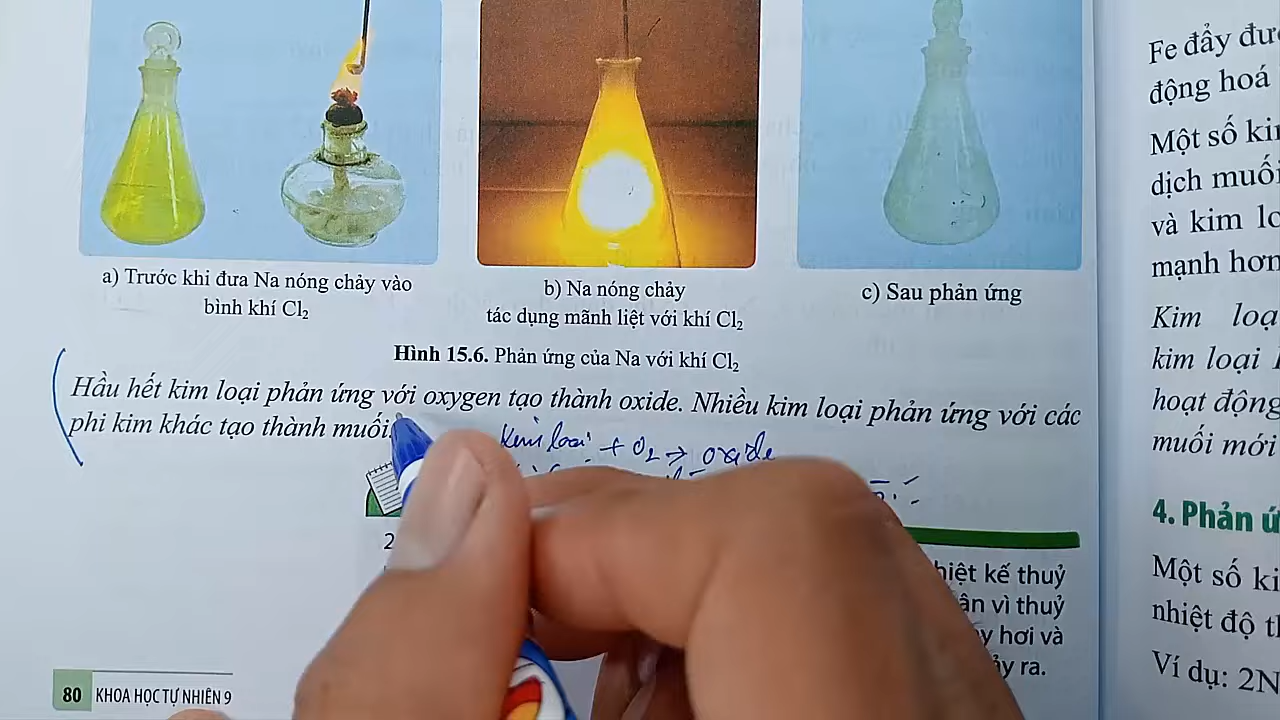 a) Trước khi đưa Na nóng chảy vào
bình khí Cl₂
b) Na nóng chảy
tác dụng mãnh liệt với khí Cl₂
c) Sau phản ứng
Hình 15.6. Phản ứng của Na với khí Cl₂
Hầu hết kim loại phản ứng với oxygen tạo thành oxide. Nhiều kim loại phản ứng với các
phi kim khác tạo thành muối.
Kim loại + O₂ → oxide
2
hiệt kế thuỷ
ân vì thuỷ
y hơi và
ảy ra.
80 KHOA HỌC TỰ NHIÊN 9
Fe đẩy đượ
động hoá
Một số ki
dịch muối
và kim lo
mạnh hơn
Kim loạ
kim loại
hoạt động
muối mới
4. Phản ứ
Một số ki
nhiệt độ t
Ví dụ: 2N